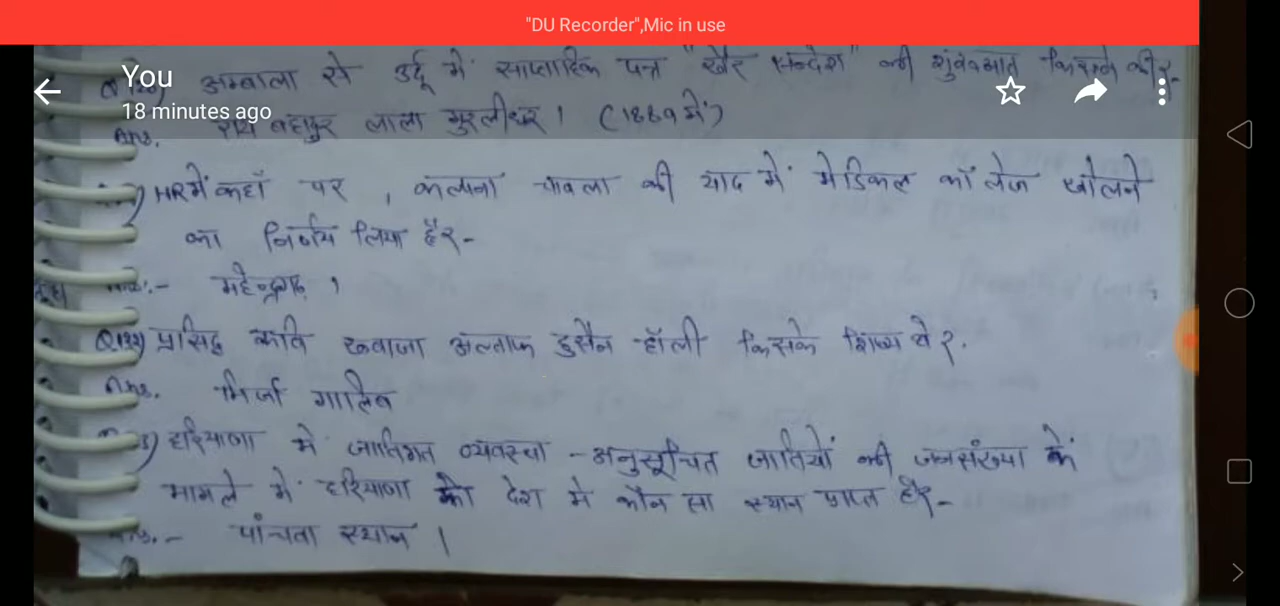 "DU Recorder",Mic in use
You
18 minutes ago
अम्बाला से उर्दू में साप्ताहिक पत्र "खैर सन्देश" की शुरुआत किसने की?-
Ans. राय बहादुर लाला मुरलीधर । (1889 में)
HR में कहाँ पर , कल्पना चावला की याद में मेडिकल कॉलेज खोलने
का निर्णय लिया है?-
महेन्द्रगढ़ ।
प्रसिद्ध कवि ख्वाजा अल्ताफ हुसैन हॉली किसके शिष्य थे?.
Ans. मिर्जा गालिब
हरियाणा में जातिगत व्यवस्था - अनुसूचित जातियों की जनसंख्या के
मामले में हरियाणा को देश में कौन सा स्थान प्राप्त है?-
पांचवा स्थान ।